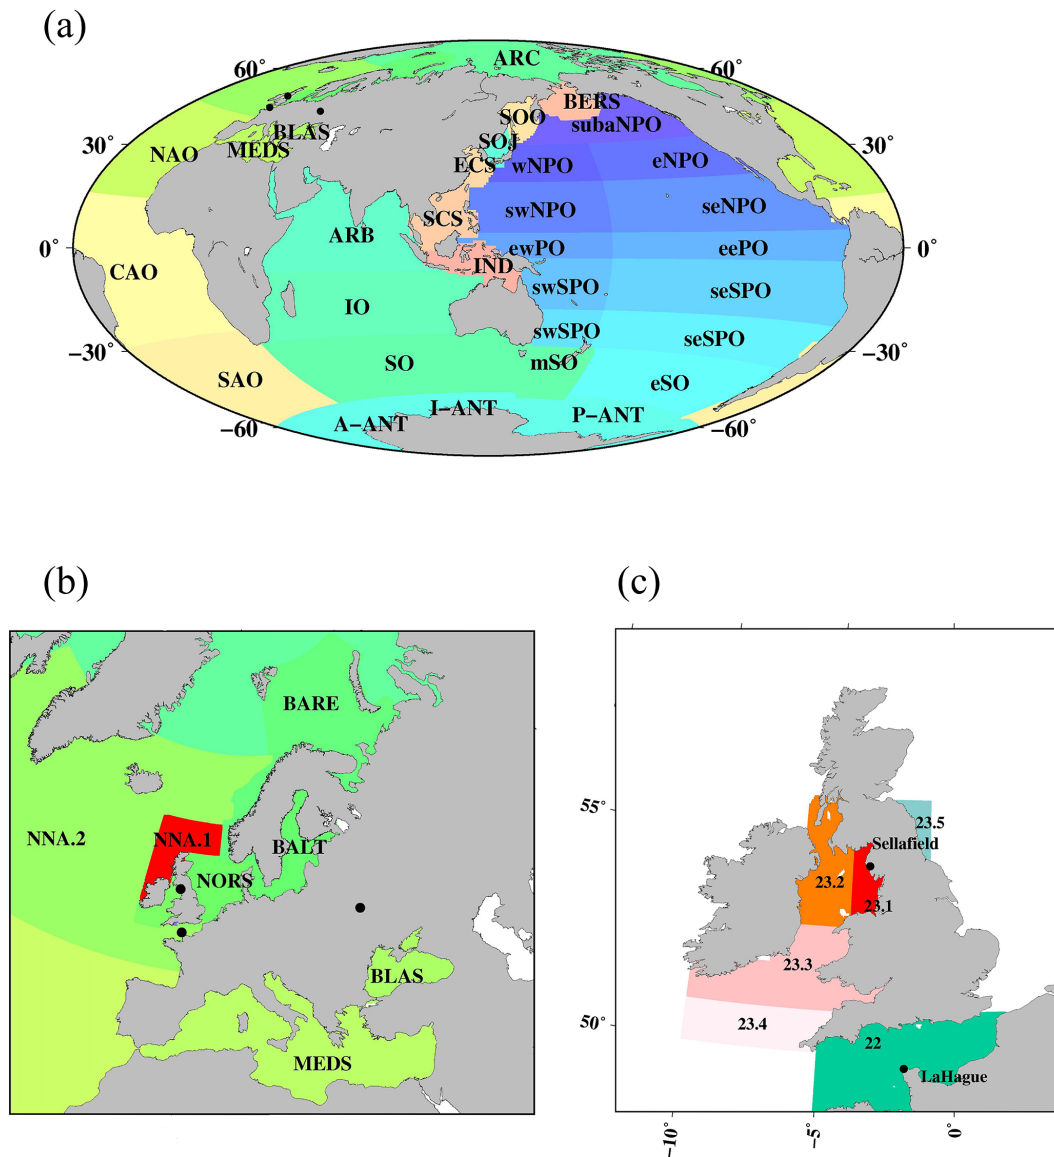 (a)
ARC
60°
60°
BERS
SOO
subaNPO
BLAS
30°
SOJ
30°
NAO
MEDS
ECS
wNPO
eNPO
SCS
swNPO
seNPO
ARB
0°
ewPO
eePO
0°
CAO
IND
swSPO
seSPO
IO
swSPO
seSPO
−30°
−30°
SO
mSO
SAO
eSO
I−ANT
P−ANT
−60°
A−ANT
−60°
(b)
BARE
NNA.2
NNA.1
BALT
NORS
BLAS
MEDS
(c)
55°
23.5
Sellafield
23.2
23.1
23.3
50°
23.4
22
LaHague
−10°
−5°
0°